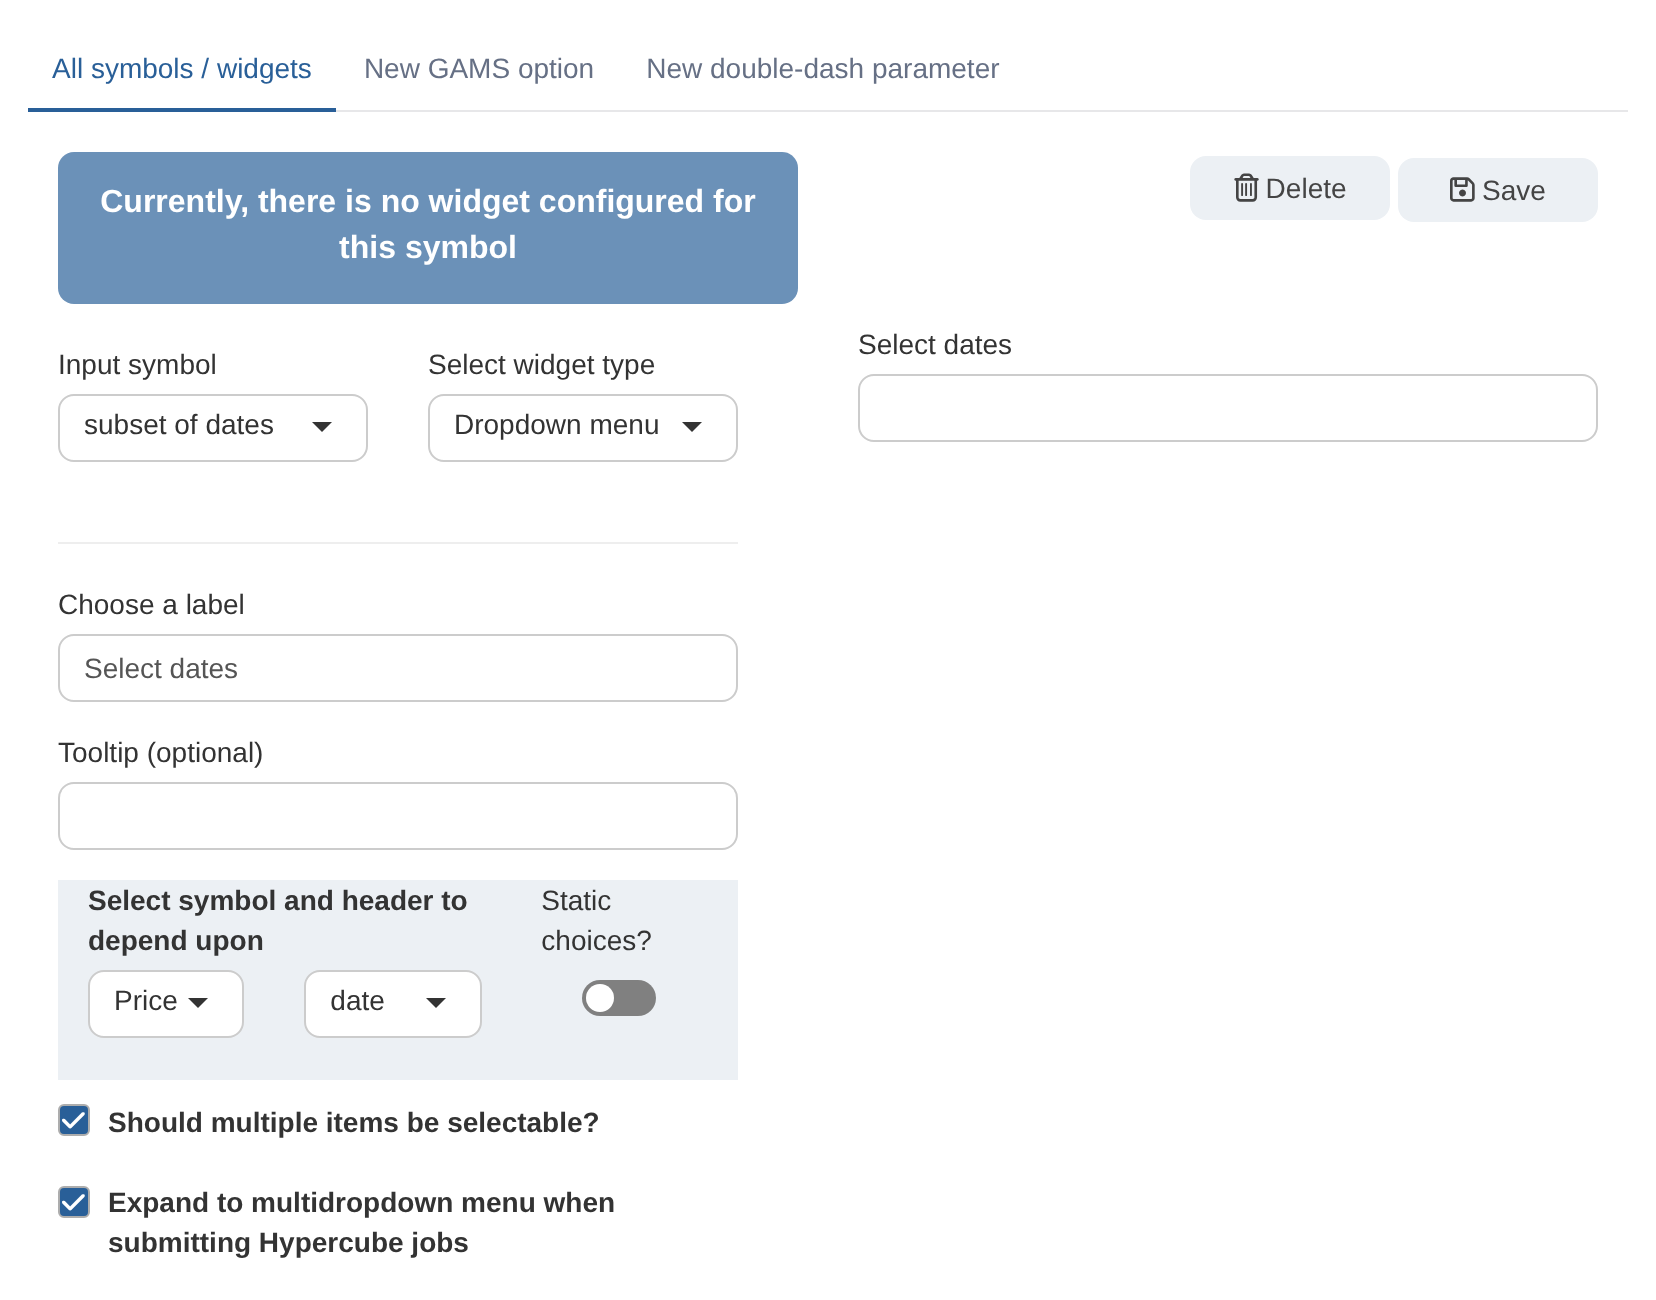 All symbols / widgets
New GAMS option
New double-dash parameter
Currently, there is no widget configured for
this symbol
Delete
Save
Input symbol
Select widget type
Select dates
subset of dates
Dropdown menu
Choose a label
Select dates
Tooltip (optional)
Select symbol and header to
depend upon
Static
choices?
Price
date
Should multiple items be selectable?
Expand to multidropdown menu when
submitting Hypercube jobs